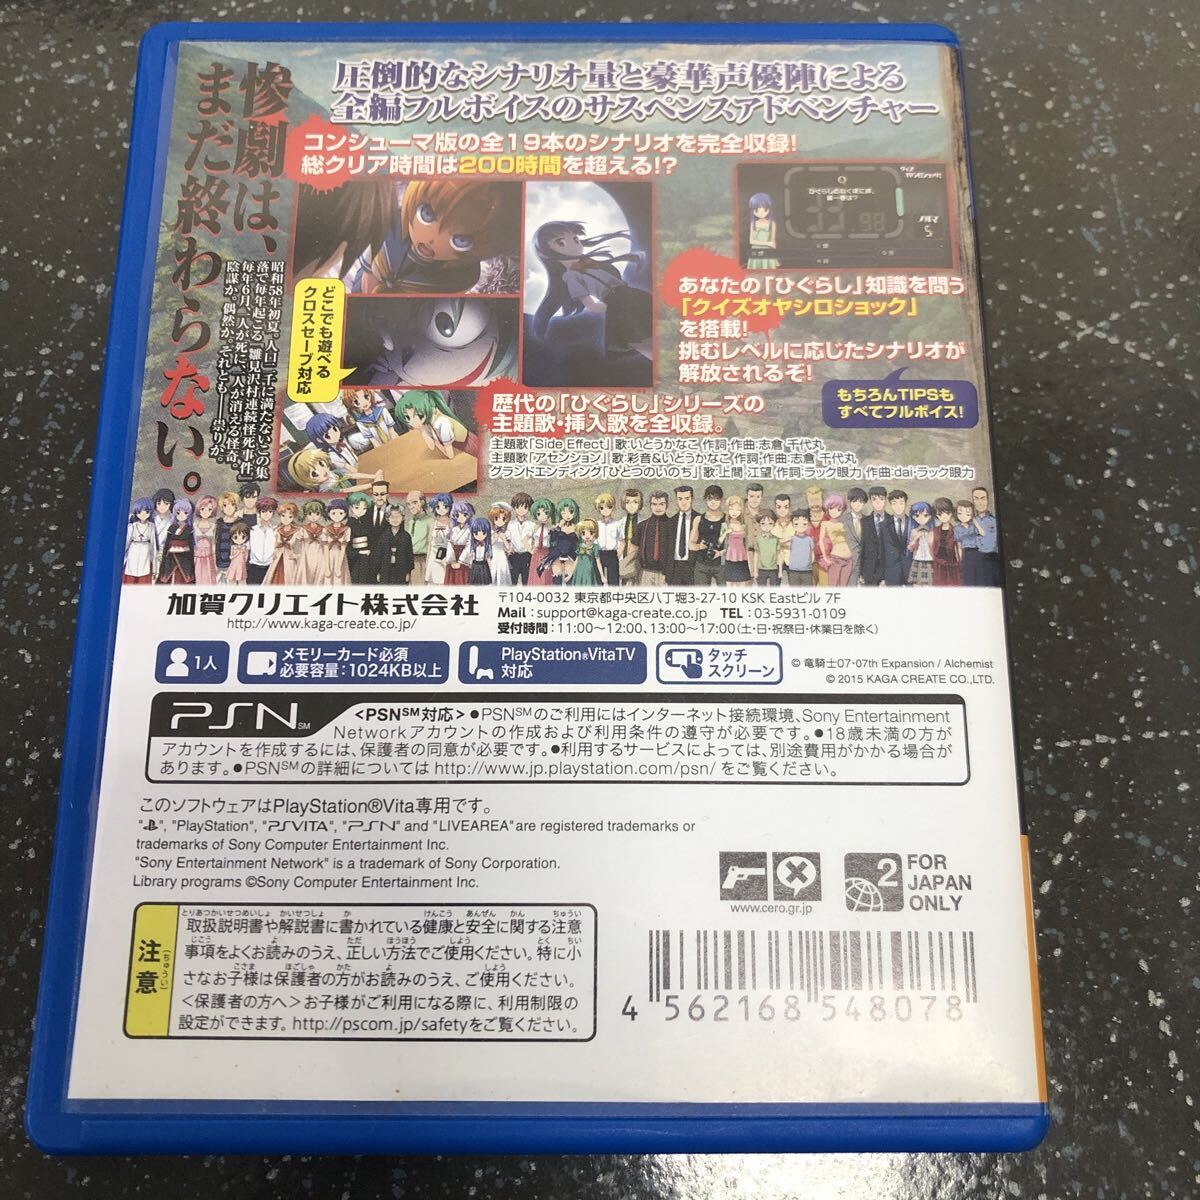 圧倒的なシナリオ量と豪華声優陣による
全編フルボイスのサスペンスアドベンチャー
惨劇は、
まだ終わらない。
昭和58年初夏。人口二千に満たないこの集
落で毎年起こる「雛見沢村連続怪死事件」
毎年6月、一人が死に、一人が消える怪奇。
陰謀か。偶然か。それとも――祟りか。
コンシューマ版の全19本のシナリオを完全収録!
総クリア時間は200時間を超える!?
どこでも遊べる
クロスセーブ対応
Q
ノルマ
5
あなたの「ひぐらし」知識を問う
「クイズオヤシロショック」
を搭載!
挑むレベルに応じたシナリオが
解放されるぞ!
もちろんTIPSも
すべてフルボイス!
歴代の「ひぐらし」シリーズの
主題歌・挿入歌を全収録。
主題歌「Side Effect」歌:いとうかなこ 作詞・作曲:志倉 千代丸
主題歌「アセンション」歌:彩音&いとうかなこ 作詞・作曲:志倉 千代丸
グランドエンディング「ひとつのいのち」歌:上間 江望 作詞:ラック眼力 作曲:dai・ラック眼力
加賀クリエイト株式会社
http://www.kaga-create.co.jp/
〒104-0032 東京都中央区八丁堀3-27-10 KSK Eastビル 7F
Mail : support@kaga-create.co.jp TEL : 03-5931-0109
受付時間 : 11:00〜12:00、13:00〜17:00(土・日・祝祭日・休業日を除く)
1人
メモリーカード必須
必要容量:1024KB以上
PlayStation®VitaTV
対応
タッチ
スクリーン
© 竜騎士07・07th Expansion / Alchemist
© 2015 KAGA CREATE CO.,LTD.
PSN SM
<PSN℠対応> ●PSN℠のご利用にはインターネット接続環境、Sony Entertainment
Networkアカウントの作成および利用条件の遵守が必要です。●18歳未満の方が
アカウントを作成するには、保護者の同意が必要です。●利用するサービスによっては、別途費用がかかる場合が
あります。●PSN℠の詳細については http://www.jp.playstation.com/psn/ をご覧ください。
このソフトウェアはPlayStation®Vita専用です。
"PS", "PlayStation", "PSVITA", "PSN" and "LIVEAREA" are registered trademarks or
trademarks of Sony Computer Entertainment Inc.
"Sony Entertainment Network" is a trademark of Sony Corporation.
Library programs ©Sony Computer Entertainment Inc.
www.cero.gr.jp
2
FOR
JAPAN
ONLY
注意
(ちゅうい)
取扱説明書や解説書に書かれている健康と安全に関する注意
事項をよくお読みのうえ、正しい方法でご使用ください。特に小
さなお子様は保護者の方がお読みのうえ、ご使用ください。
<保護者の方へ>お子様がご利用になる際に、利用制限の
設定ができます。http://pscom.jp/safetyをご覧ください。
4 562168 548078